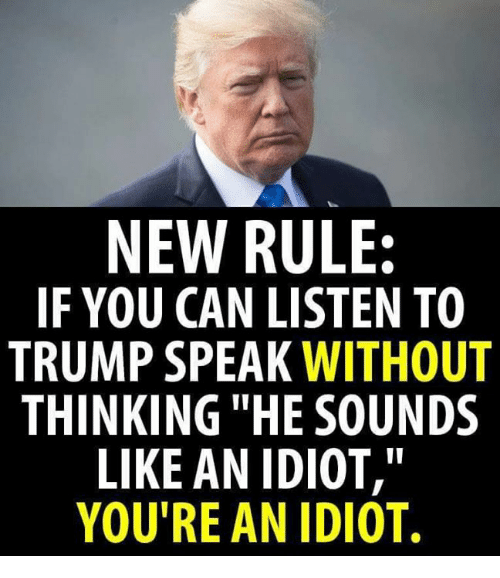 NEW RULE:
IF YOU CAN LISTEN TO
TRUMP SPEAK WITHOUT
THINKING "HE SOUNDS
LIKE AN IDIOT,"
YOU'RE AN IDIOT.